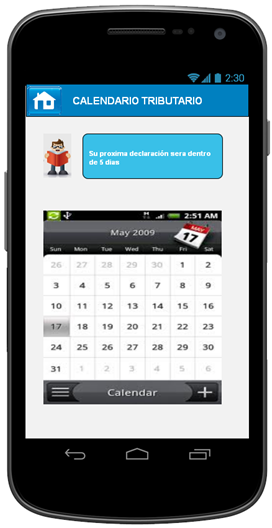 2:30
CALENDARIO TRIBUTARIO
Su proxima declaración sera dentro
de 5 dias
2:51 AM
May 2009
MAY
17
Sun Mon Tue Wed Thu Fri Sat
26 27 28 29 30 1 2
3 4 5 6 7 8 9
10 11 12 13 14 15 16
17 18 19 20 21 22 23
24 25 26 27 28 29 30
31 1 2 3 4 5 6
Calendar